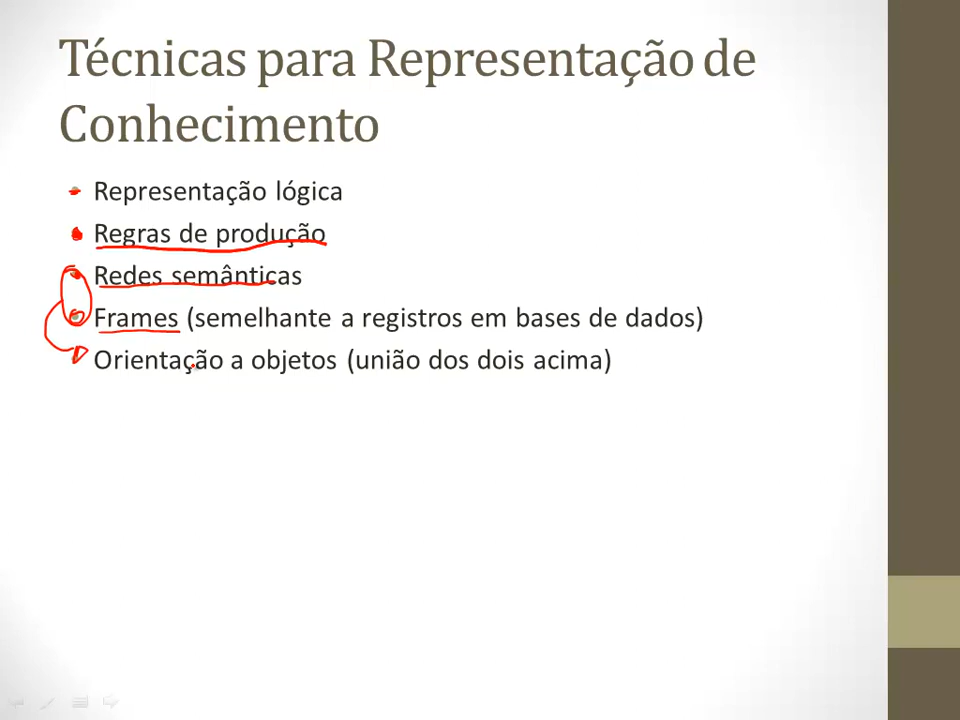 Técnicas para Representação de
Conhecimento
Representação lógica
Regras de produção
Redes semânticas
Frames (semelhante a registros em bases de dados)
Orientação a objetos (união dos dois acima)